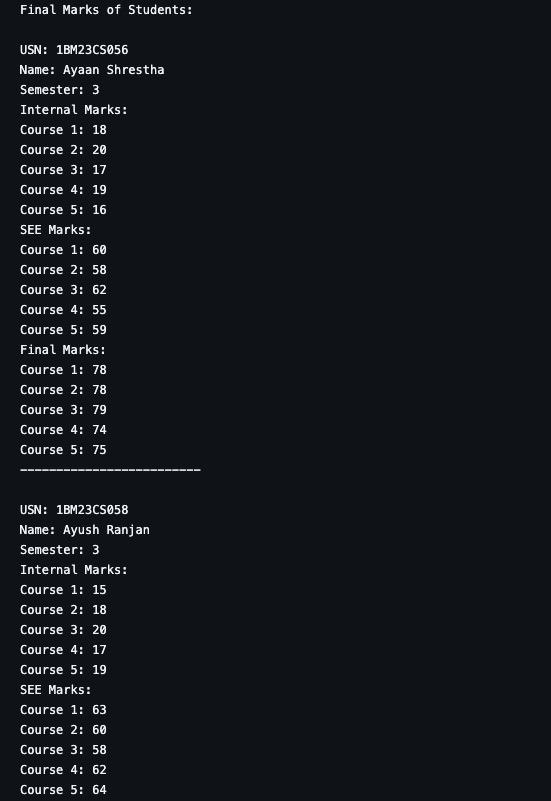 Final Marks of Students:

USN: 1BM23CS056
Name: Ayaan Shrestha
Semester: 3
Internal Marks:
Course 1: 18
Course 2: 20
Course 3: 17
Course 4: 19
Course 5: 16
SEE Marks:
Course 1: 60
Course 2: 58
Course 3: 62
Course 4: 55
Course 5: 59
Final Marks:
Course 1: 78
Course 2: 78
Course 3: 79
Course 4: 74
Course 5: 75
-------------------------

USN: 1BM23CS058
Name: Ayush Ranjan
Semester: 3
Internal Marks:
Course 1: 15
Course 2: 18
Course 3: 20
Course 4: 17
Course 5: 19
SEE Marks:
Course 1: 63
Course 2: 60
Course 3: 58
Course 4: 62
Course 5: 64